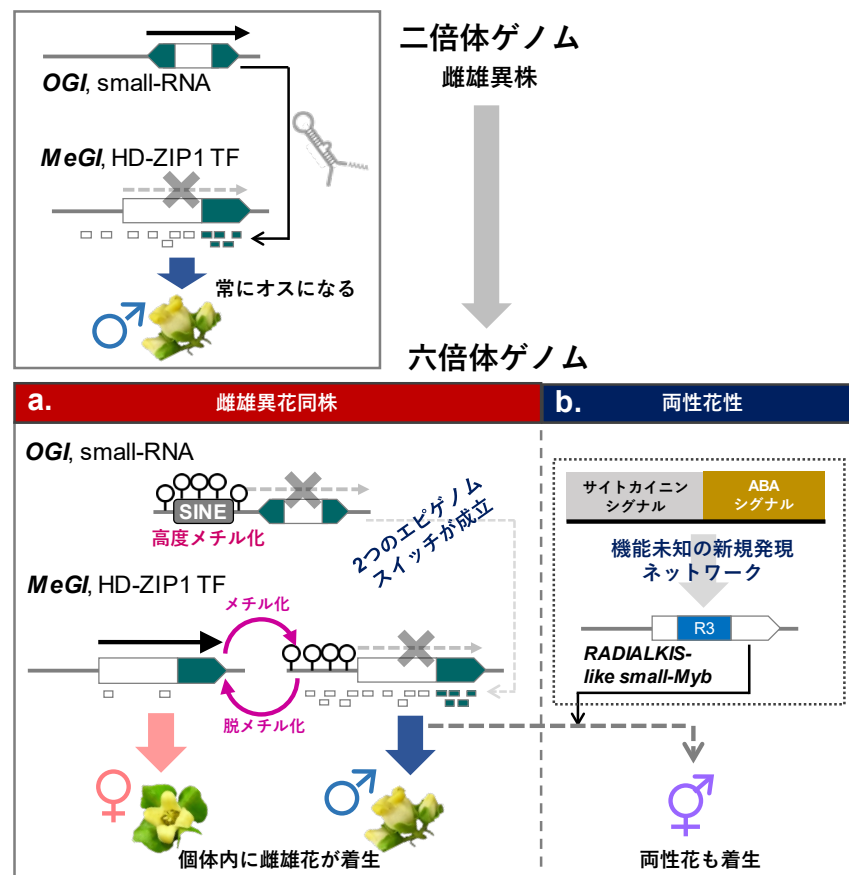 二倍体ゲノム
雌雄異株
OGI, small-RNA
MeGI, HD-ZIP1 TF
常にオスになる
♂
六倍体ゲノム
a.
雌雄異花同株
b.
両性花性
OGI, small-RNA
SINE
高度メチル化
2つのエピゲノム
スイッチが成立
MeGI, HD-ZIP1 TF
メチル化
脱メチル化
♀
♂
個体内に雌雄花が着生
サイトカイニン
シグナル
ABA
シグナル
機能未知の新規発現
ネットワーク
R3
RADIALKIS-
like small-Myb
⚥
両性花も着生